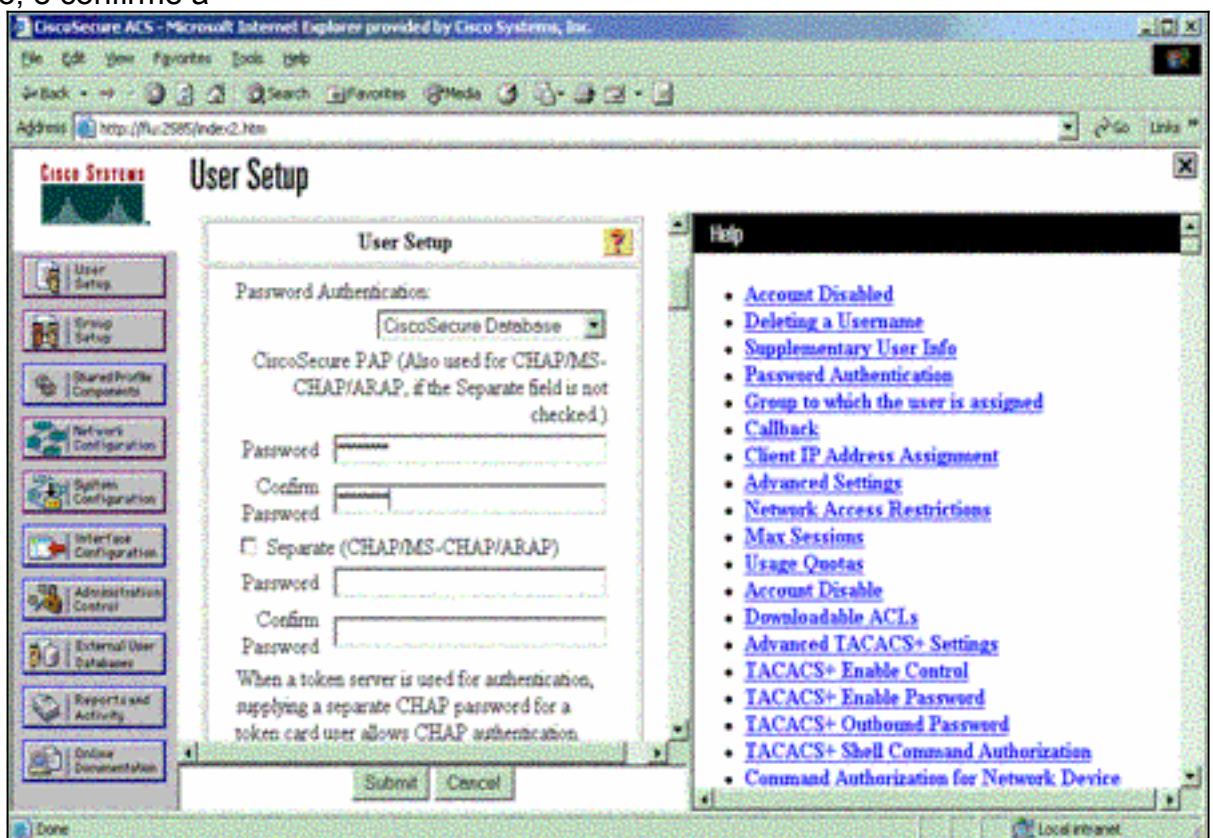 e confirme a
CiscoSecure ACS - Microsoft Internet Explorer provided by Cisco Systems, Inc.
File Edit View Favorites Tools Help
Back Search Favorites Media
Address http://flu:2585/index2.htm Go Links »
CISCO SYSTEMS
User Setup
User Setup
Group Setup
Shared Profile Components
Network Configuration
System Configuration
Interface Configuration
Administration Control
External User Databases
Reports and Activity
Online Documentation
User Setup
Password Authentication:
CiscoSecure Database
CiscoSecure PAP (Also used for CHAP/MS-
CHAP/ARAP, if the Separate field is not
checked.)
Password
Confirm
Password
Separate (CHAP/MS-CHAP/ARAP)
Password
Confirm
Password
When a token server is used for authentication,
supplying a separate CHAP password for a
token card user allows CHAP authentication.
Submit Cancel
Help
• Account Disabled
• Deleting a Username
• Supplementary User Info
• Password Authentication
• Group to which the user is assigned
• Callback
• Client IP Address Assignment
• Advanced Settings
• Network Access Restrictions
• Max Sessions
• Usage Quotas
• Account Disable
• Downloadable ACLs
• Advanced TACACS+ Settings
• TACACS+ Enable Control
• TACACS+ Enable Password
• TACACS+ Outbound Password
• TACACS+ Shell Command Authorization
• Command Authorization for Network Device
Done
Local intranet